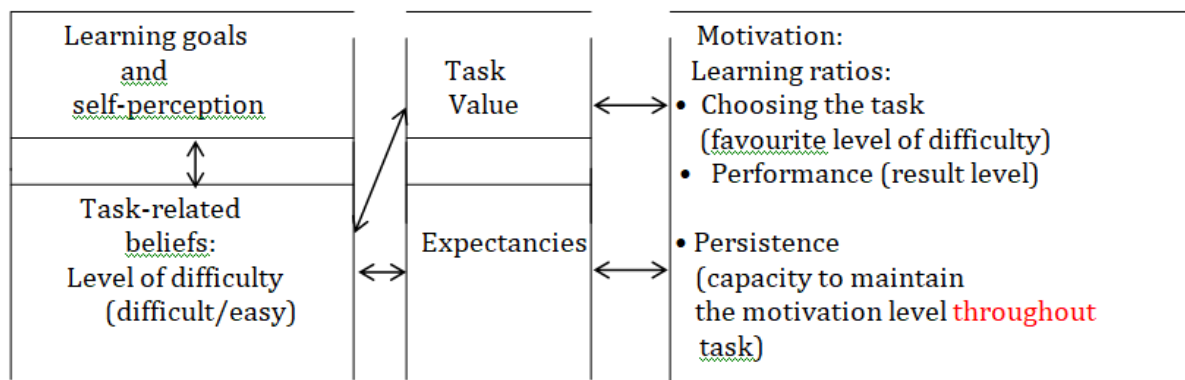 Learning goals
and
self-perception
Task-related
beliefs:
Level of difficulty
(difficult/easy)
Task
Value
Expectancies
Motivation:
Learning ratios:
• Choosing the task
(favourite level of difficulty)
• Performance (result level)
• Persistence
(capacity to maintain
the motivation level throughout
task)